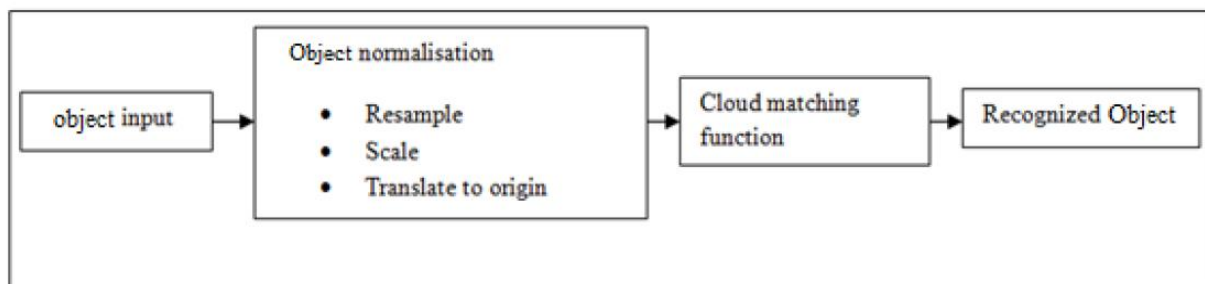 object input
Object normalisation
• Resample
• Scale
• Translate to origin
Cloud matching
function
Recognized Object